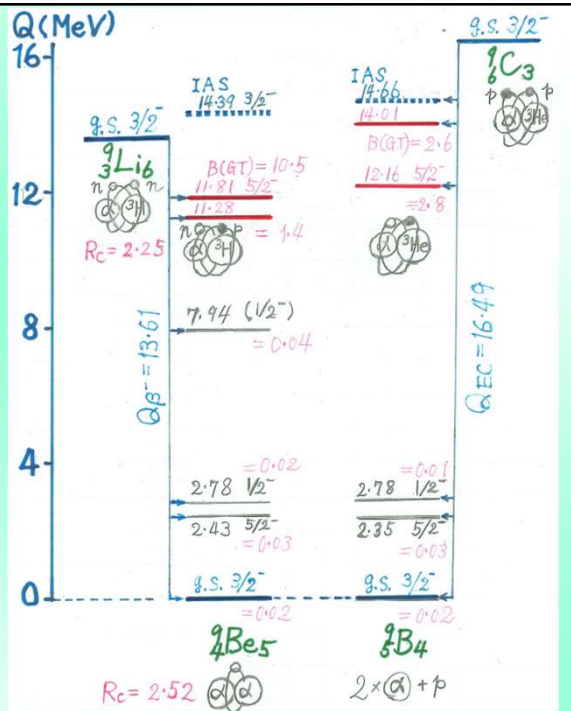 Q(MeV)
16
12
8
4
0
g.s. 3/2⁻
⁹₃Li₆
n n
α ³H
Rc = 2.25
Qβ⁻ = 13.61
IAS
14.39 3/2⁻
B(GT) = 10.5
11.81 5/2⁻
11.28
= 1.4
n p
α ³H
7.94 (1/2⁻)
= 0.04
= 0.02
2.78 1/2⁻
2.43 5/2⁻
= 0.03
g.s. 3/2⁻
= 0.02
⁹₄Be₅
Rc = 2.52
α α
IAS
14.66
14.01
B(GT) = 2.6
12.16 5/2⁻
= 2.8
α ³He
= 0.01
2.78 1/2⁻
2.35 5/2⁻
= 0.03
g.s. 3/2⁻
= 0.02
⁹₅B₄
2×α + p
g.s. 3/2⁻
⁹₆C₃
p p
α ³He
QEC = 16.49